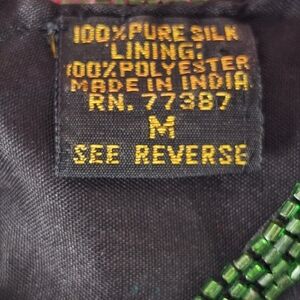 100% PURE SILK
LINING:
100% POLYESTER
MADE IN INDIA
RN. 77387
M
SEE REVERSE